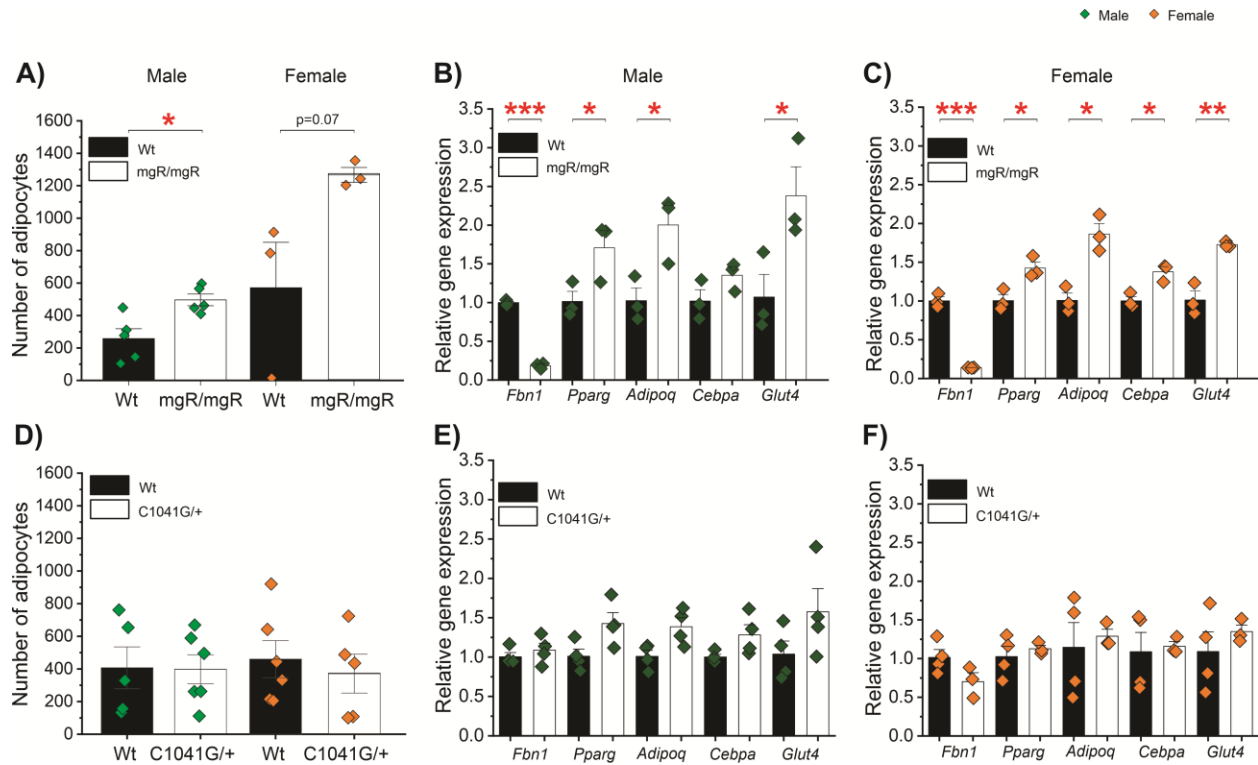 Male Female
A) Male Female
Number of adipocytes
1600
1400
1200
1000
800
600
400
200
0
* p=0.07
Wt
mgR/mgR
Wt mgR/mgR Wt mgR/mgR
B) Male
Relative gene expression
3.5
3.0
2.5
2.0
1.5
1.0
0.5
0.0
*** * * *
Wt
mgR/mgR
Fbn1 Pparg Adipoq Cebpa Glut4
C) Female
Relative gene expression
3.5
3.0
2.5
2.0
1.5
1.0
0.5
0.0
*** * * * **
Wt
mgR/mgR
Fbn1 Pparg Adipoq Cebpa Glut4
D)
Number of adipocytes
1600
1400
1200
1000
800
600
400
200
0
Wt
C1041G/+
Wt C1041G/+ Wt C1041G/+
E)
Relative gene expression
3.5
3.0
2.5
2.0
1.5
1.0
0.5
0.0
Wt
C1041G/+
Fbn1 Pparg Adipoq Cebpa Glut4
F)
Relative gene expression
3.5
3.0
2.5
2.0
1.5
1.0
0.5
0.0
Wt
C1041G/+
Fbn1 Pparg Adipoq Cebpa Glut4